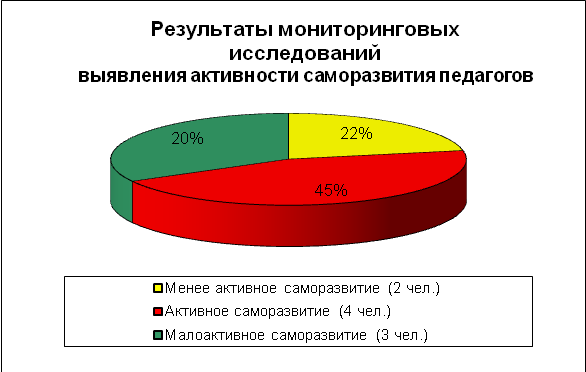 Результаты мониторинговых
исследований
выявления активности саморазвития педагогов
20%
22%
45%
Менее активное саморазвитие (2 чел.)
Активное саморазвитие (4 чел.)
Малоактивное саморазвитие (3 чел.)